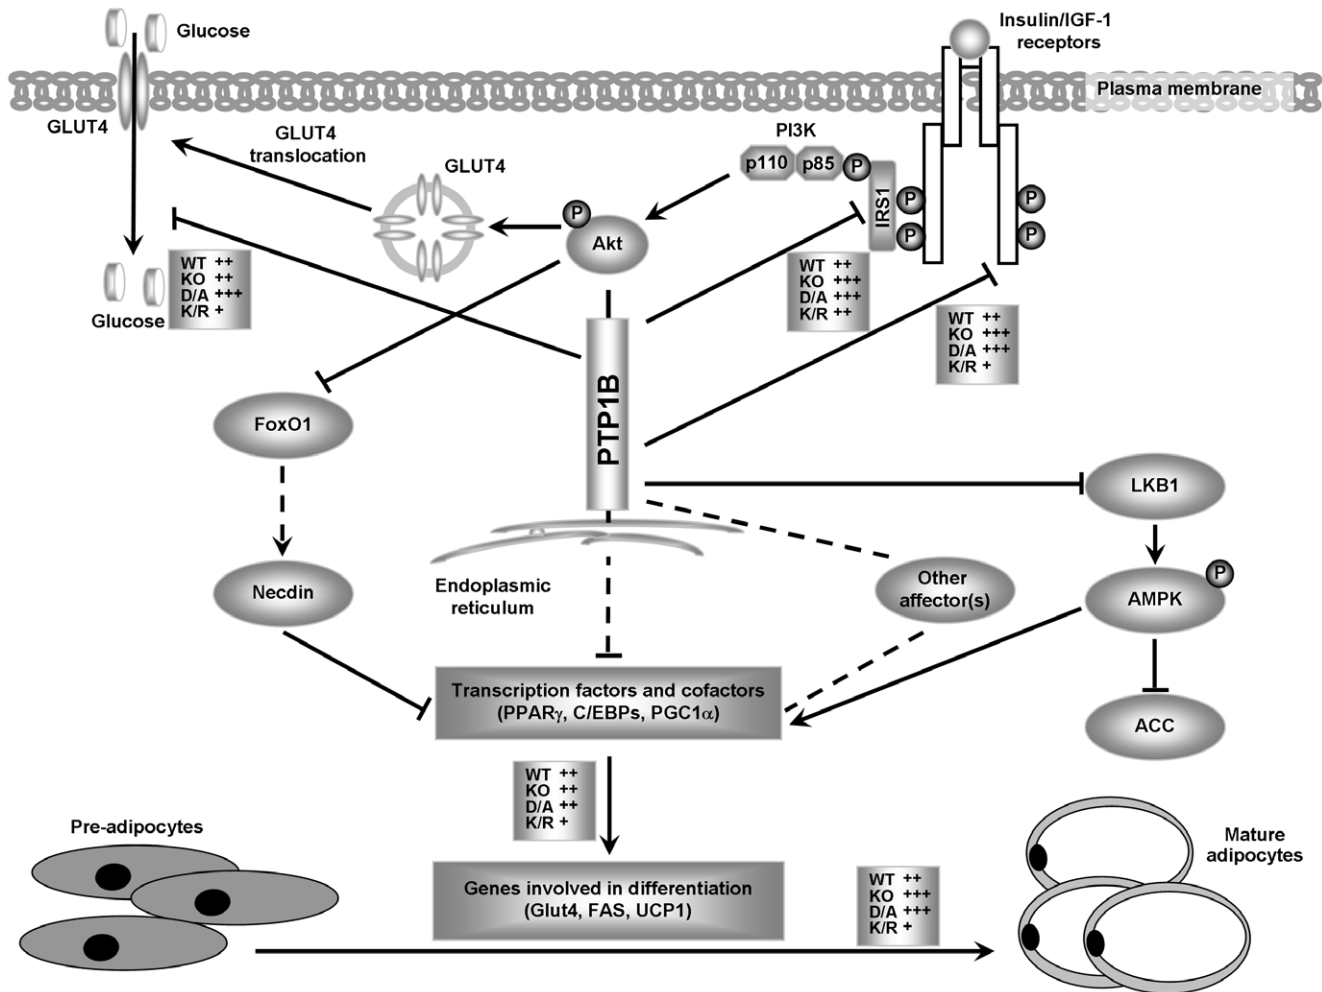 Glucose
Insulin/IGF-1
receptors
Plasma membrane
GLUT4
GLUT4
translocation
GLUT4
PI3K
p110
p85
P
IRS1
P
P
P
P
P
Akt
WT ++
KO ++
D/A +++
K/R +
Glucose
WT ++
KO +++
D/A +++
K/R ++
WT ++
KO +++
D/A +++
K/R +
PTP1B
FoxO1
LKB1
Necdin
Endoplasmic
reticulum
Other
affector(s)
P
AMPK
Transcription factors and cofactors
(PPARγ, C/EBPs, PGC1α)
ACC
WT ++
KO ++
D/A ++
K/R +
Pre-adipocytes
Mature
adipocytes
Genes involved in differentiation
(Glut4, FAS, UCP1)
WT ++
KO +++
D/A +++
K/R +